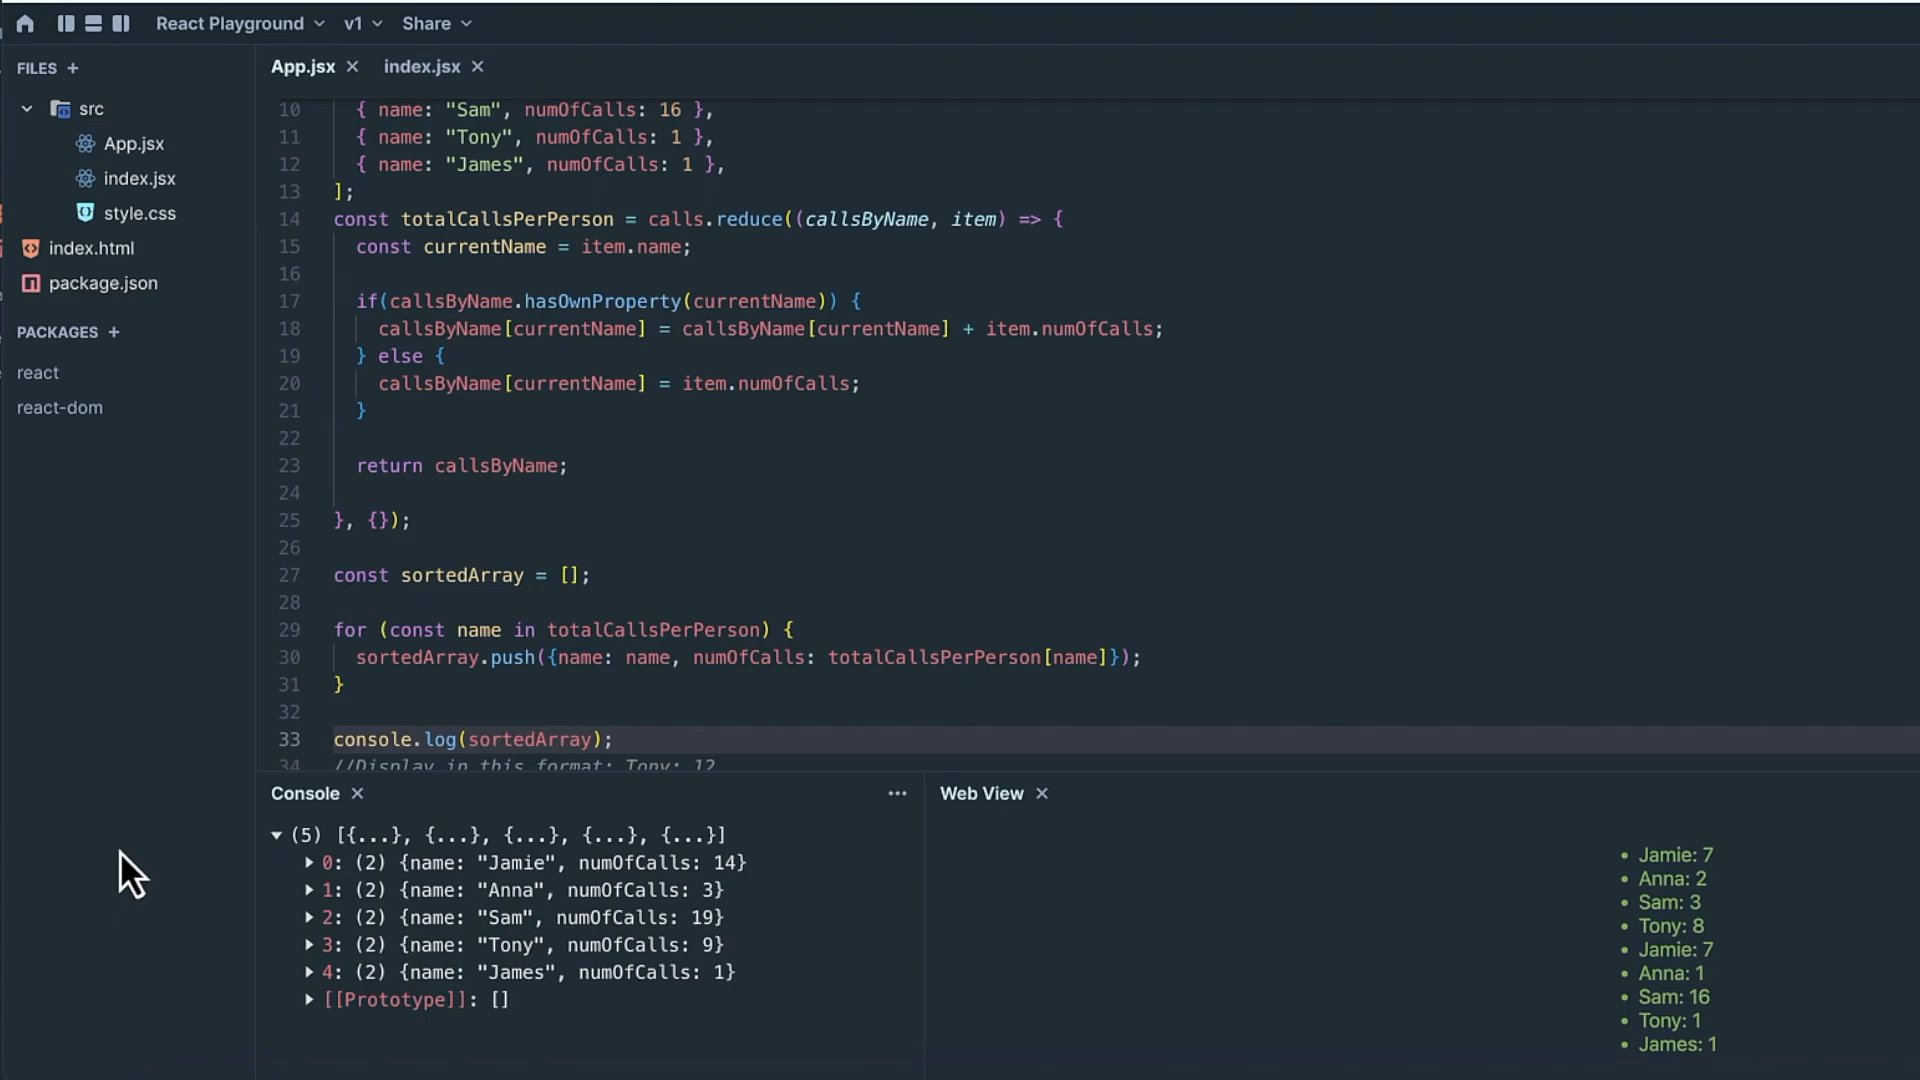 React Playground v1 Share
FILES +
src
App.jsx
index.jsx
style.css
index.html
package.json
PACKAGES +
react
react-dom
App.jsx × index.jsx ×
10 { name: "Sam", numOfCalls: 16 },
11 { name: "Tony", numOfCalls: 1 },
12 { name: "James", numOfCalls: 1 },
13 ];
14 const totalCallsPerPerson = calls.reduce((callsByName, item) => {
15 const currentName = item.name;
16
17 if(callsByName.hasOwnProperty(currentName)) {
18 callsByName[currentName] = callsByName[currentName] + item.numOfCalls;
19 } else {
20 callsByName[currentName] = item.numOfCalls;
21 }
22
23 return callsByName;
24
25 }, {});
26
27 const sortedArray = [];
28
29 for (const name in totalCallsPerPerson) {
30 sortedArray.push({name: name, numOfCalls: totalCallsPerPerson[name]});
31 }
32
33 console.log(sortedArray);
34 //Display in this format: Tony: 12
Console × ...
(5) [{...}, {...}, {...}, {...}, {...}]
0: (2) {name: "Jamie", numOfCalls: 14}
1: (2) {name: "Anna", numOfCalls: 3}
2: (2) {name: "Sam", numOfCalls: 19}
3: (2) {name: "Tony", numOfCalls: 9}
4: (2) {name: "James", numOfCalls: 1}
[[Prototype]]: []
Web View ×
• Jamie: 7
• Anna: 2
• Sam: 3
• Tony: 8
• Jamie: 7
• Anna: 1
• Sam: 16
• Tony: 1
• James: 1